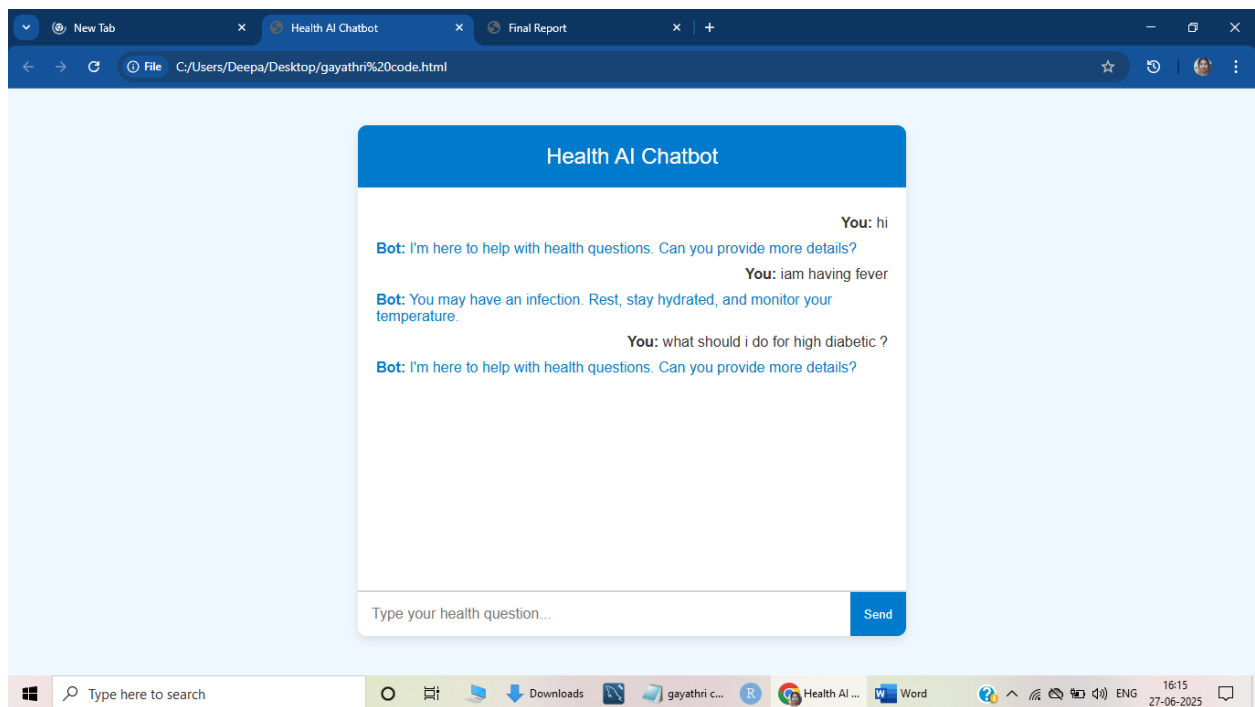 New Tab
Health AI Chatbot
Final Report
File C:/Users/Deepa/Desktop/gayathri%20code.html
Health AI Chatbot
You: hi
Bot: I'm here to help with health questions. Can you provide more details?
You: iam having fever
Bot: You may have an infection. Rest, stay hydrated, and monitor your
temperature.
You: what should i do for high diabetic ?
Bot: I'm here to help with health questions. Can you provide more details?
Type your health question...
Send
Type here to search
Downloads
gayathri c...
R
Health AI ...
W
Word
ENG
16:15
27-06-2025